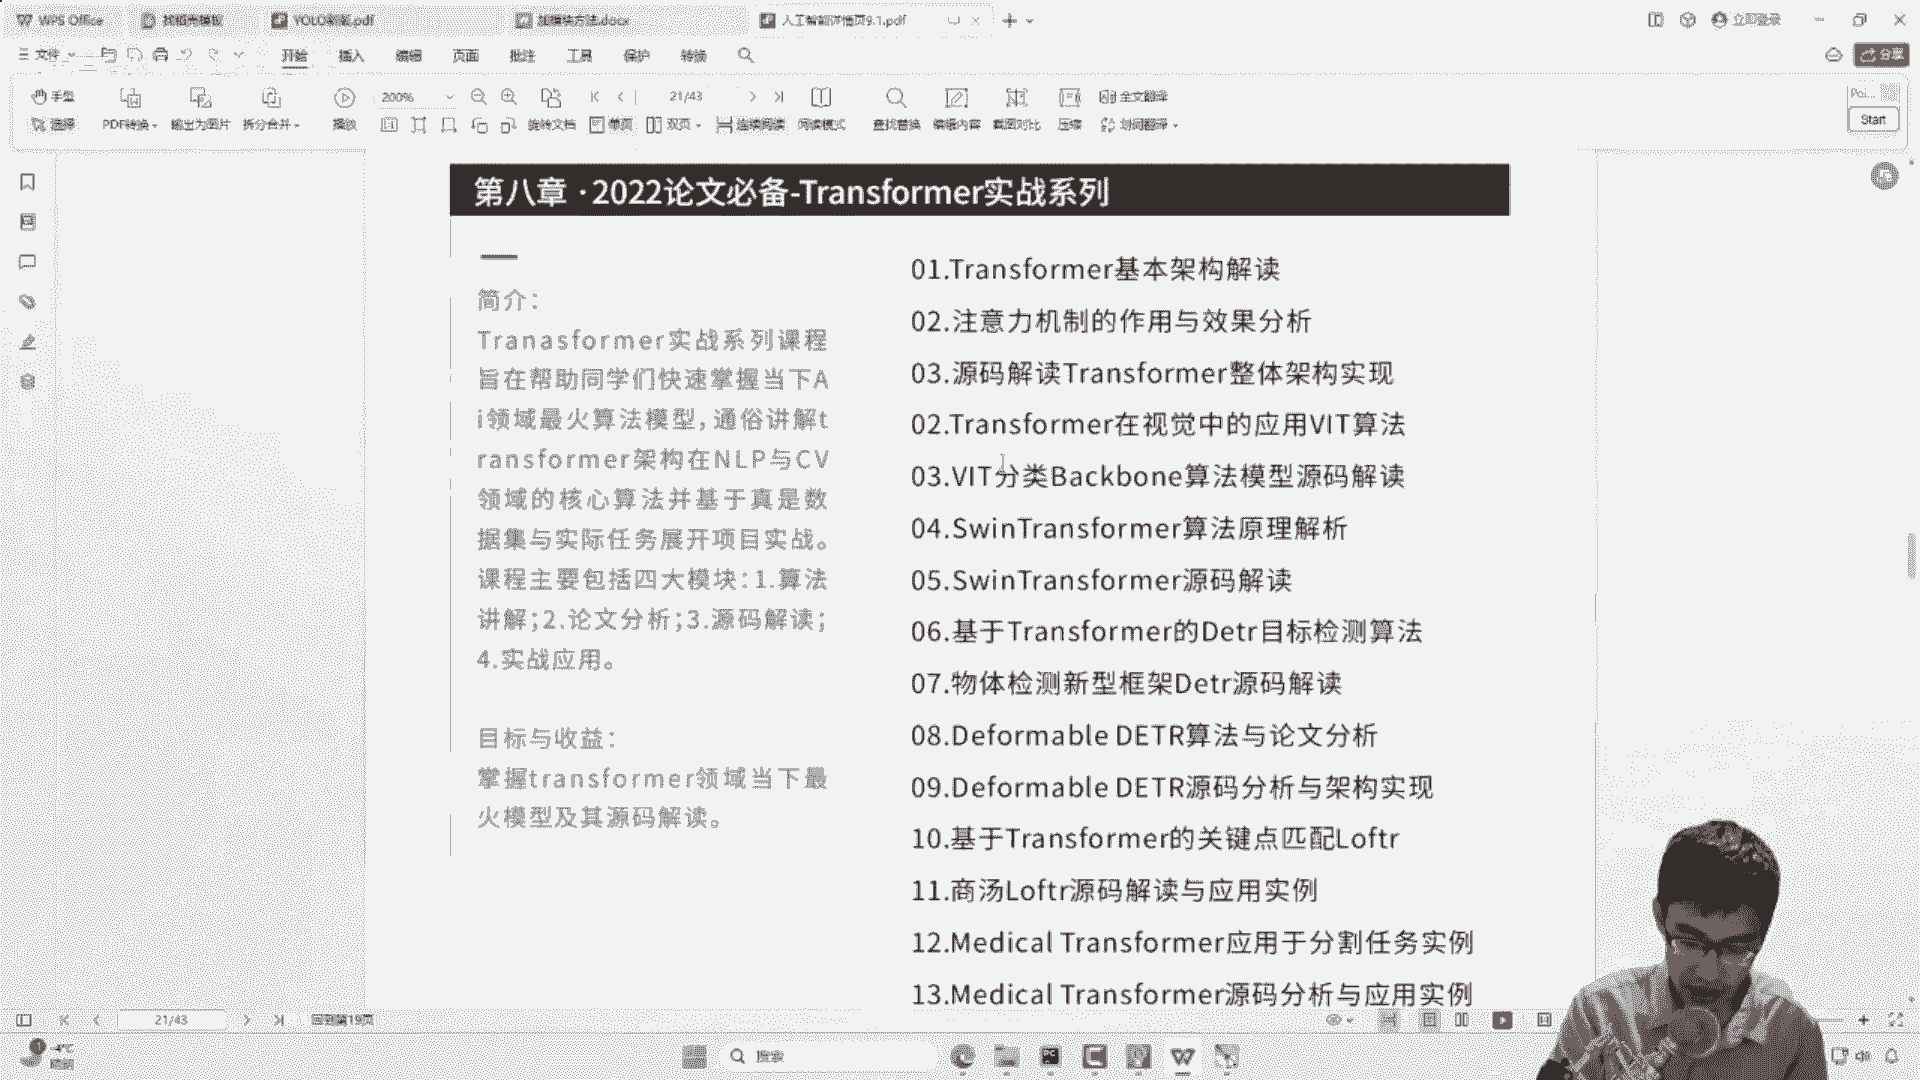 WPS Office
找稻壳模板
YOLO新版.pdf
加模块方法.docx
人工智能详情页9.1.pdf
立即登录
文件
开始
插入
编辑
页面
批注
工具
保护
转换
分享
手型
200%
21/43
全文翻译
选择
PDF转换
输出为图片
拆分合并
播放
旋转文档
单页
双页
连续阅读
阅读模式
查找替换
编辑内容
截图对比
压缩
划词翻译
Poi...
Start
第八章 ·2022论文必备-Transformer实战系列
简介：
Tranasformer实战系列课程
旨在帮助同学们快速掌握当下A
i领域最火算法模型,通俗讲解t
ransformer架构在NLP与CV
领域的核心算法并基于真是数
据集与实际任务展开项目实战。
课程主要包括四大模块：1.算法
讲解;2.论文分析;3.源码解读;
4.实战应用。
目标与收益：
掌握transformer领域当下最
火模型及其源码解读。
01.Transformer基本架构解读
02.注意力机制的作用与效果分析
03.源码解读Transformer整体架构实现
02.Transformer在视觉中的应用VIT算法
03.VIT分类Backbone算法模型源码解读
04.SwinTransformer算法原理解析
05.SwinTransformer源码解读
06.基于Transformer的Detr目标检测算法
07.物体检测新型框架Detr源码解读
08.Deformable DETR算法与论文分析
09.Deformable DETR源码分析与架构实现
10.基于Transformer的关键点匹配Loftr
11.商汤Loftr源码解读与应用实例
12.Medical Transformer应用于分割任务实例
13.Medical Transformer源码分析与应用实例
21/43
回到第19页
-4°C
搜索